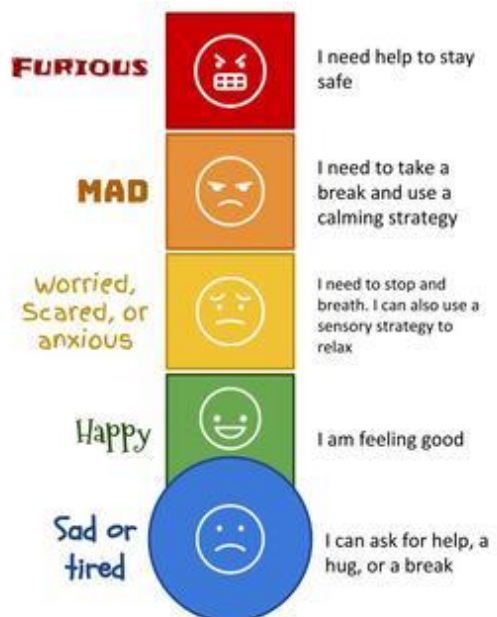 FURIOUS
I need help to stay
safe
MAD
I need to take a
break and use a
calming strategy
Worried,
Scared, or
anxious
I need to stop and
breath. I can also use a
sensory strategy to
relax
Happy
I am feeling good
Sad or
tired
I can ask for help, a
hug, or a break